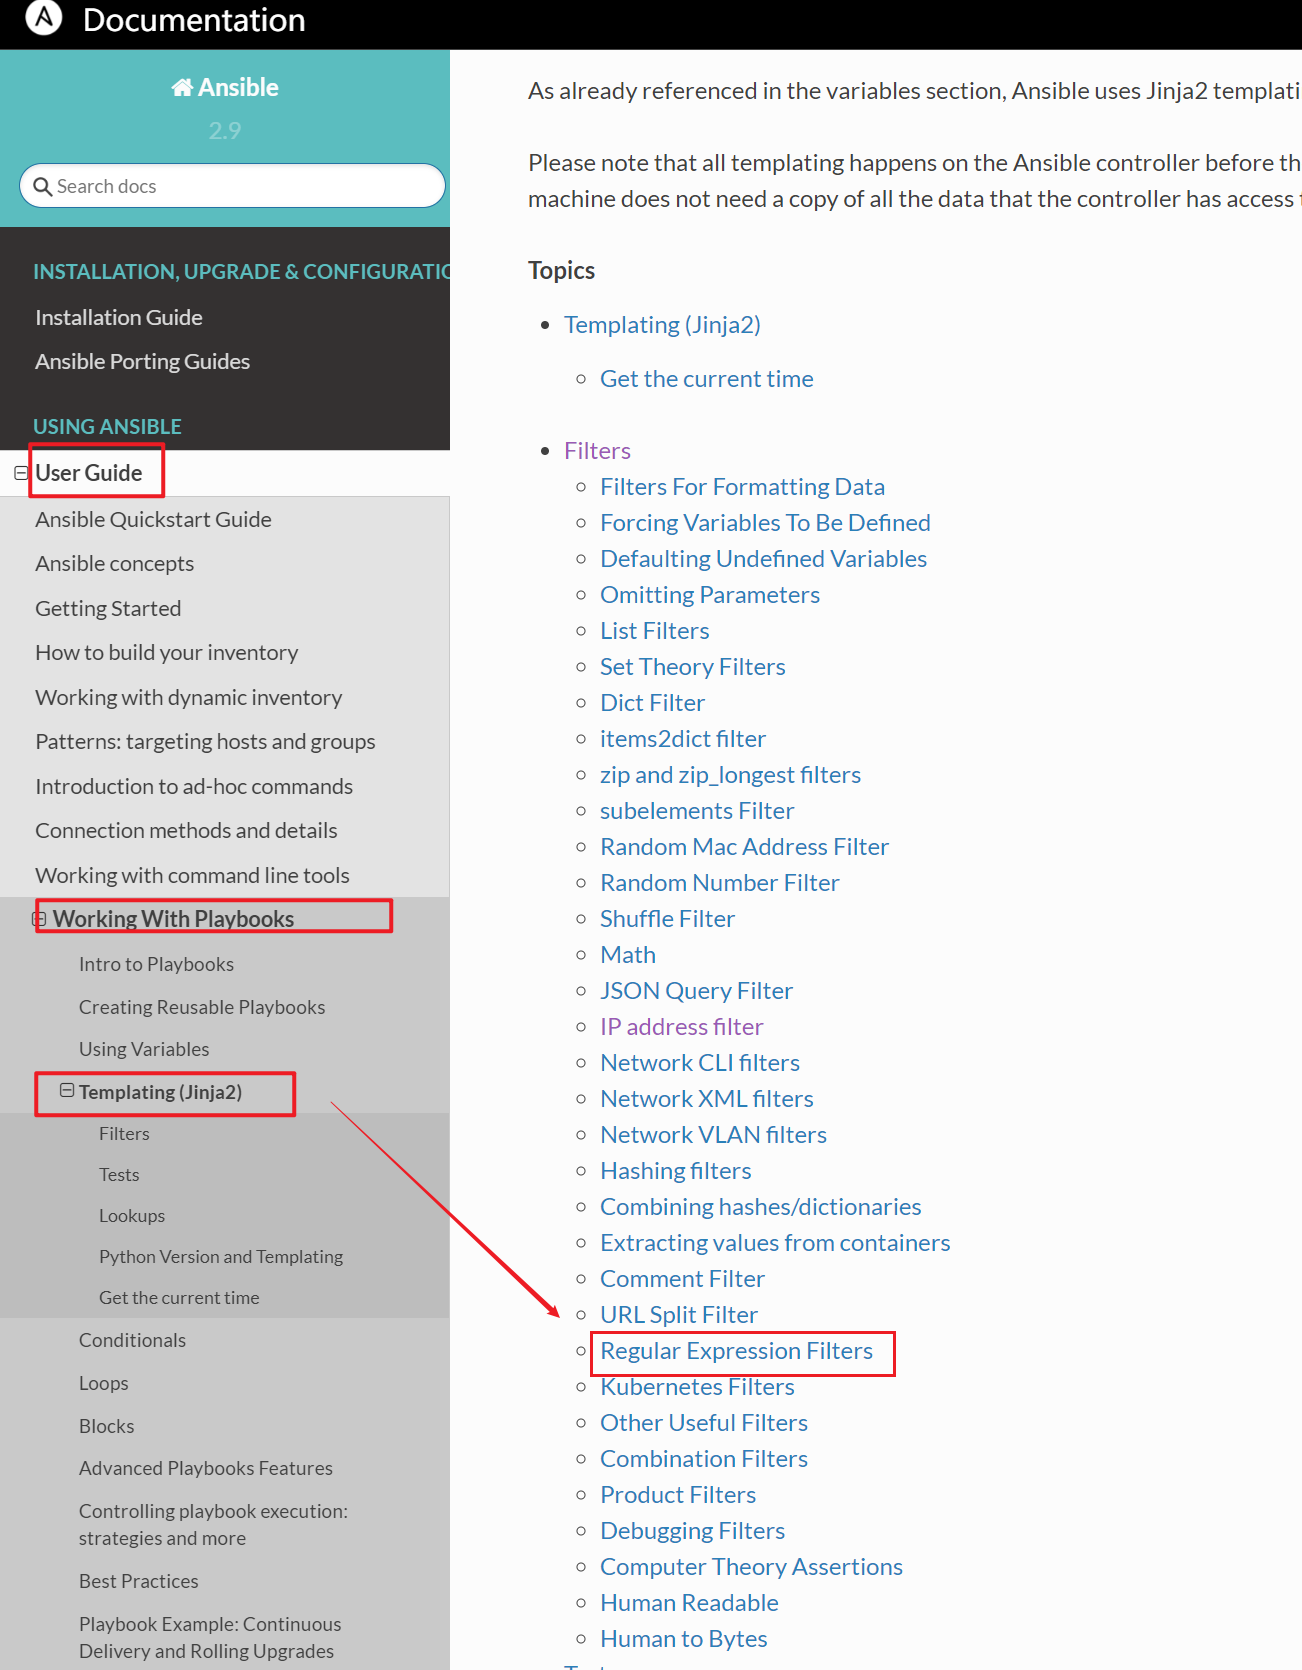 Documentation
Ansible
2.9
Search docs
INSTALLATION, UPGRADE & CONFIGURATIO
Installation Guide
Ansible Porting Guides
USING ANSIBLE
User Guide
Ansible Quickstart Guide
Ansible concepts
Getting Started
How to build your inventory
Working with dynamic inventory
Patterns: targeting hosts and groups
Introduction to ad-hoc commands
Connection methods and details
Working with command line tools
Working With Playbooks
Intro to Playbooks
Creating Reusable Playbooks
Using Variables
Templating (Jinja2)
Filters
Tests
Lookups
Python Version and Templating
Get the current time
Conditionals
Loops
Blocks
Advanced Playbooks Features
Controlling playbook execution:
strategies and more
Best Practices
Playbook Example: Continuous
Delivery and Rolling Upgrades
As already referenced in the variables section, Ansible uses Jinja2 templati
Please note that all templating happens on the Ansible controller before th
machine does not need a copy of all the data that the controller has access
Topics
Templating (Jinja2)
Get the current time
Filters
Filters For Formatting Data
Forcing Variables To Be Defined
Defaulting Undefined Variables
Omitting Parameters
List Filters
Set Theory Filters
Dict Filter
items2dict filter
zip and zip_longest filters
subelements Filter
Random Mac Address Filter
Random Number Filter
Shuffle Filter
Math
JSON Query Filter
IP address filter
Network CLI filters
Network XML filters
Network VLAN filters
Hashing filters
Combining hashes/dictionaries
Extracting values from containers
Comment Filter
URL Split Filter
Regular Expression Filters
Kubernetes Filters
Other Useful Filters
Combination Filters
Product Filters
Debugging Filters
Computer Theory Assertions
Human Readable
Human to Bytes